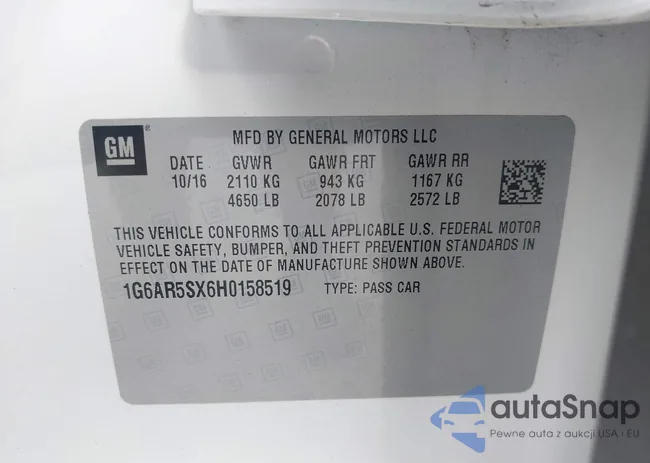 GM
MFD BY GENERAL MOTORS LLC
DATE GVWR GAWR FRT GAWR RR
10/16 2110 KG 943 KG 1167 KG
4650 LB 2078 LB 2572 LB
THIS VEHICLE CONFORMS TO ALL APPLICABLE U.S. FEDERAL MOTOR
VEHICLE SAFETY, BUMPER, AND THEFT PREVENTION STANDARDS IN
EFFECT ON THE DATE OF MANUFACTURE SHOWN ABOVE.
1G6AR5SX6H0158519 TYPE: PASS CAR
autoSnap
Pewne auta z aukcji USA i EU